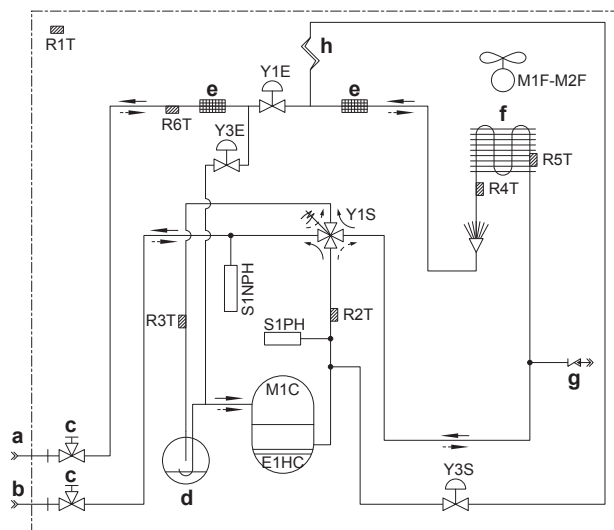 R1T
h
M1F-M2F
Y1E
e
e
f
R6T
Y3E
R5T
R4T
Y1S
S1NPH
R3T
S1PH
R2T
g
M1C
a
c
E1HC
b
c
d
Y3S